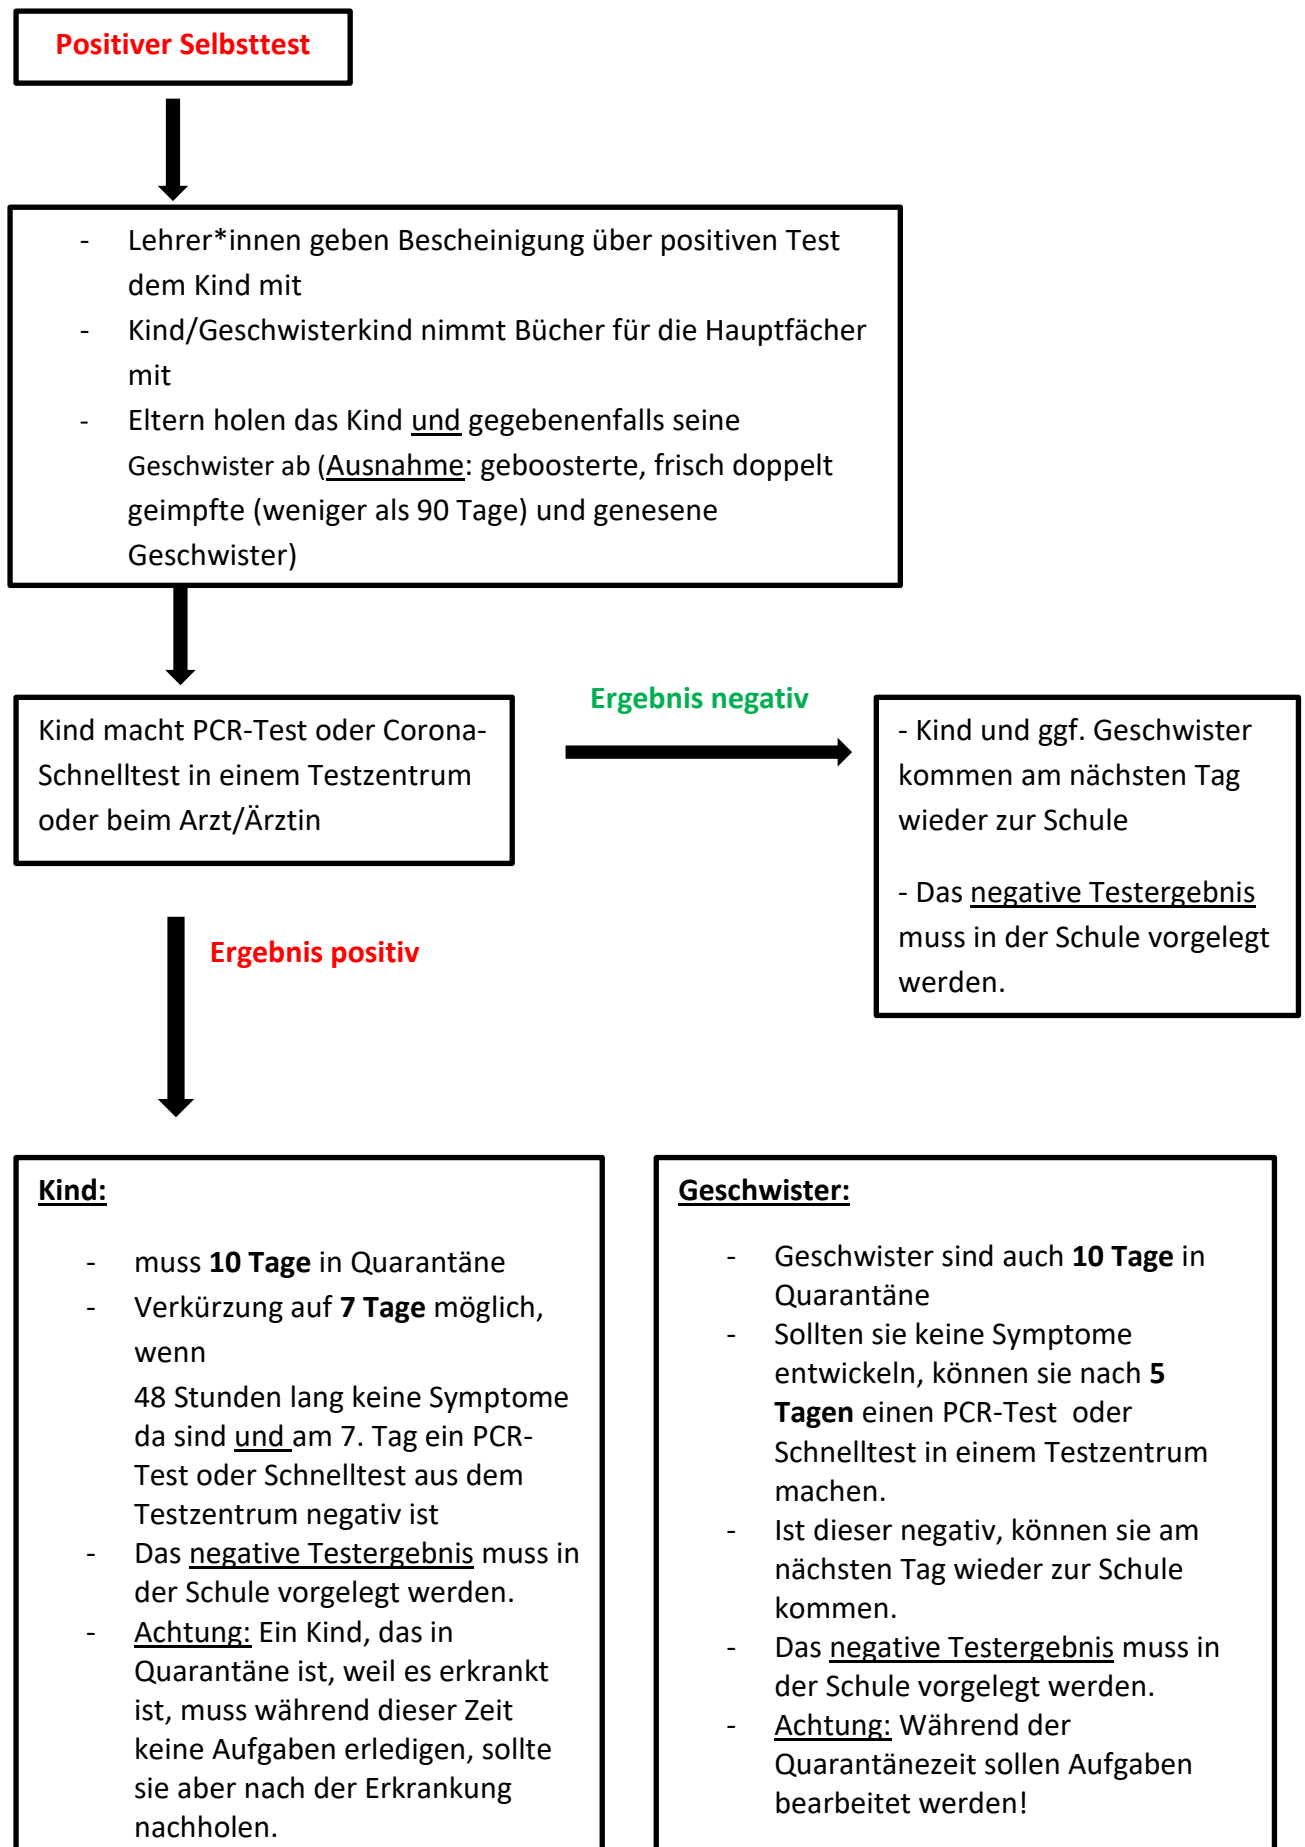 Positiver Selbsttest
- Lehrer*innen geben Bescheinigung über positiven Test
dem Kind mit
- Kind/Geschwisterkind nimmt Bücher für die Hauptfächer
mit
- Eltern holen das Kind und gegebenenfalls seine
Geschwister ab (Ausnahme: geboosterte, frisch doppelt
geimpfte (weniger als 90 Tage) und genesene
Geschwister)
Kind macht PCR-Test oder Corona-
Schnelltest in einem Testzentrum
oder beim Arzt/Ärztin
Ergebnis negativ
- Kind und ggf. Geschwister
kommen am nächsten Tag
wieder zur Schule
- Das negative Testergebnis
muss in der Schule vorgelegt
werden.
Ergebnis positiv
Kind:
- muss 10 Tage in Quarantäne
- Verkürzung auf 7 Tage möglich,
wenn
48 Stunden lang keine Symptome
da sind und am 7. Tag ein PCR-
Test oder Schnelltest aus dem
Testzentrum negativ ist
- Das negative Testergebnis muss in
der Schule vorgelegt werden.
- Achtung: Ein Kind, das in
Quarantäne ist, weil es erkrankt
ist, muss während dieser Zeit
keine Aufgaben erledigen, sollte
sie aber nach der Erkrankung
nachholen.
Geschwister:
- Geschwister sind auch 10 Tage in
Quarantäne
- Sollten sie keine Symptome
entwickeln, können sie nach 5
Tagen einen PCR-Test oder
Schnelltest in einem Testzentrum
machen.
- Ist dieser negativ, können sie am
nächsten Tag wieder zur Schule
kommen.
- Das negative Testergebnis muss in
der Schule vorgelegt werden.
- Achtung: Während der
Quarantänezeit sollen Aufgaben
bearbeitet werden!